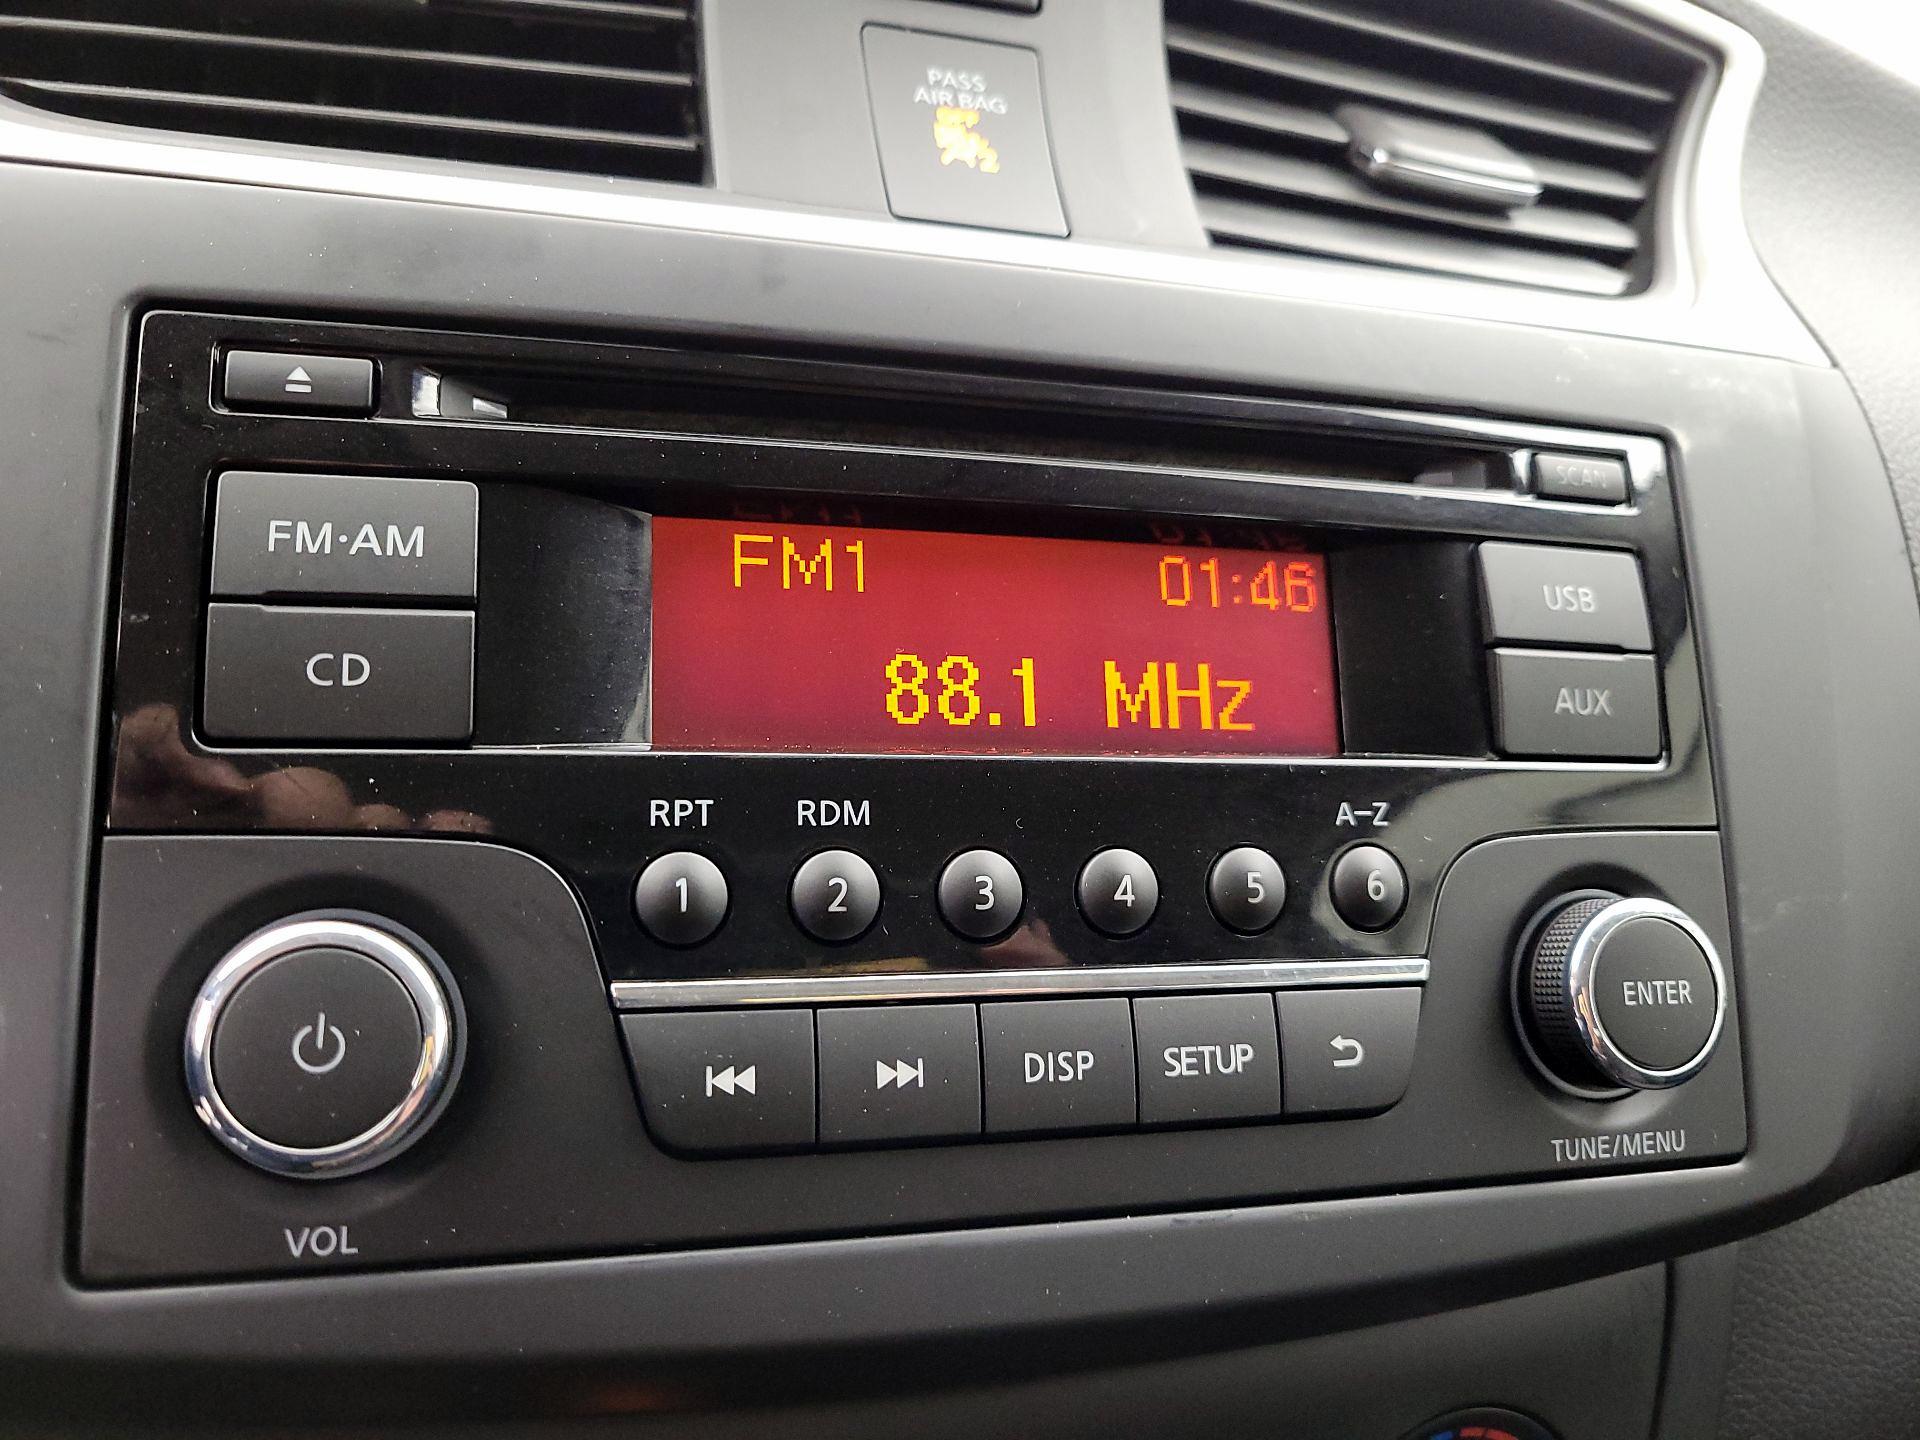 PASS
AIR BAG
OFF
SCAN
FM·AM
FM1
01:46
USB
CD
88.1 MHz
AUX
RPT
RDM
A-Z
1
2
3
4
5
6
ENTER
DISP
SETUP
TUNE/MENU
VOL